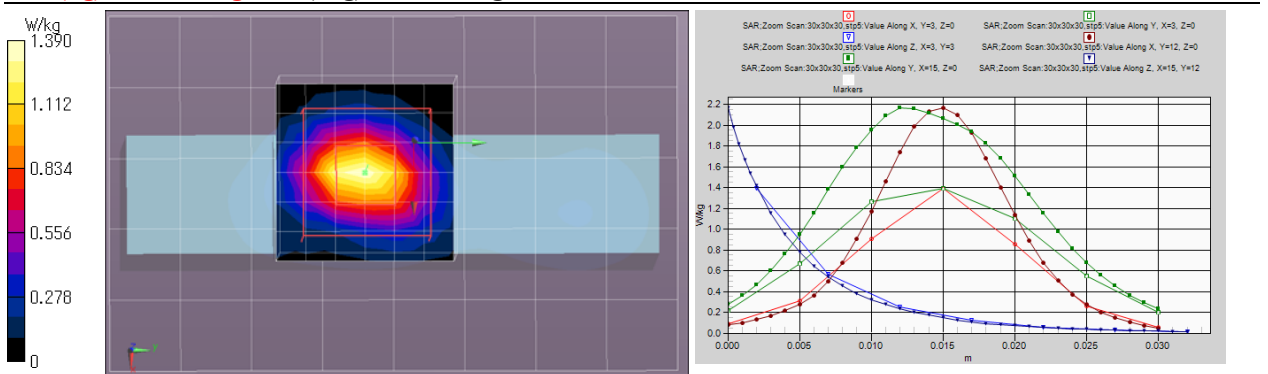 W/kg
1.390
1.112
0.834
0.556
0.278
0
SAR;Zoom Scan:30x30x30,stp5:Value Along X, Y=3, Z=0
SAR;Zoom Scan:30x30x30,stp5:Value Along Y, X=3, Z=0
SAR;Zoom Scan:30x30x30,stp5:Value Along Z, X=3, Y=3
SAR;Zoom Scan:30x30x30,stp5:Value Along X, Y=12, Z=0
SAR;Zoom Scan:30x30x30,stp5:Value Along Y, X=15, Z=0
SAR;Zoom Scan:30x30x30,stp5:Value Along Z, X=15, Y=12
Markers
2.2
2.0
1.8
1.6
1.4
1.2
1.0
0.8
0.6
0.4
0.2
0.0
W/kg
0.000 0.005 0.010 0.015 0.020 0.025 0.030
m